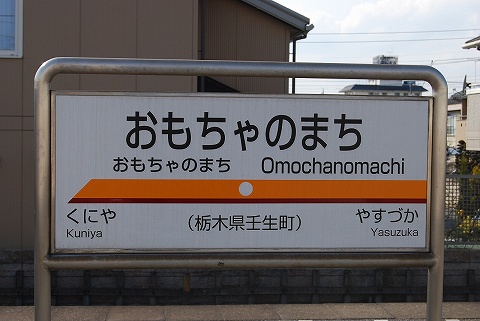 おもちゃのまち
おもちゃのまち Omochanomachi
くにや やすづか
Kuniya Yasuzuka
（栃木県壬生町）